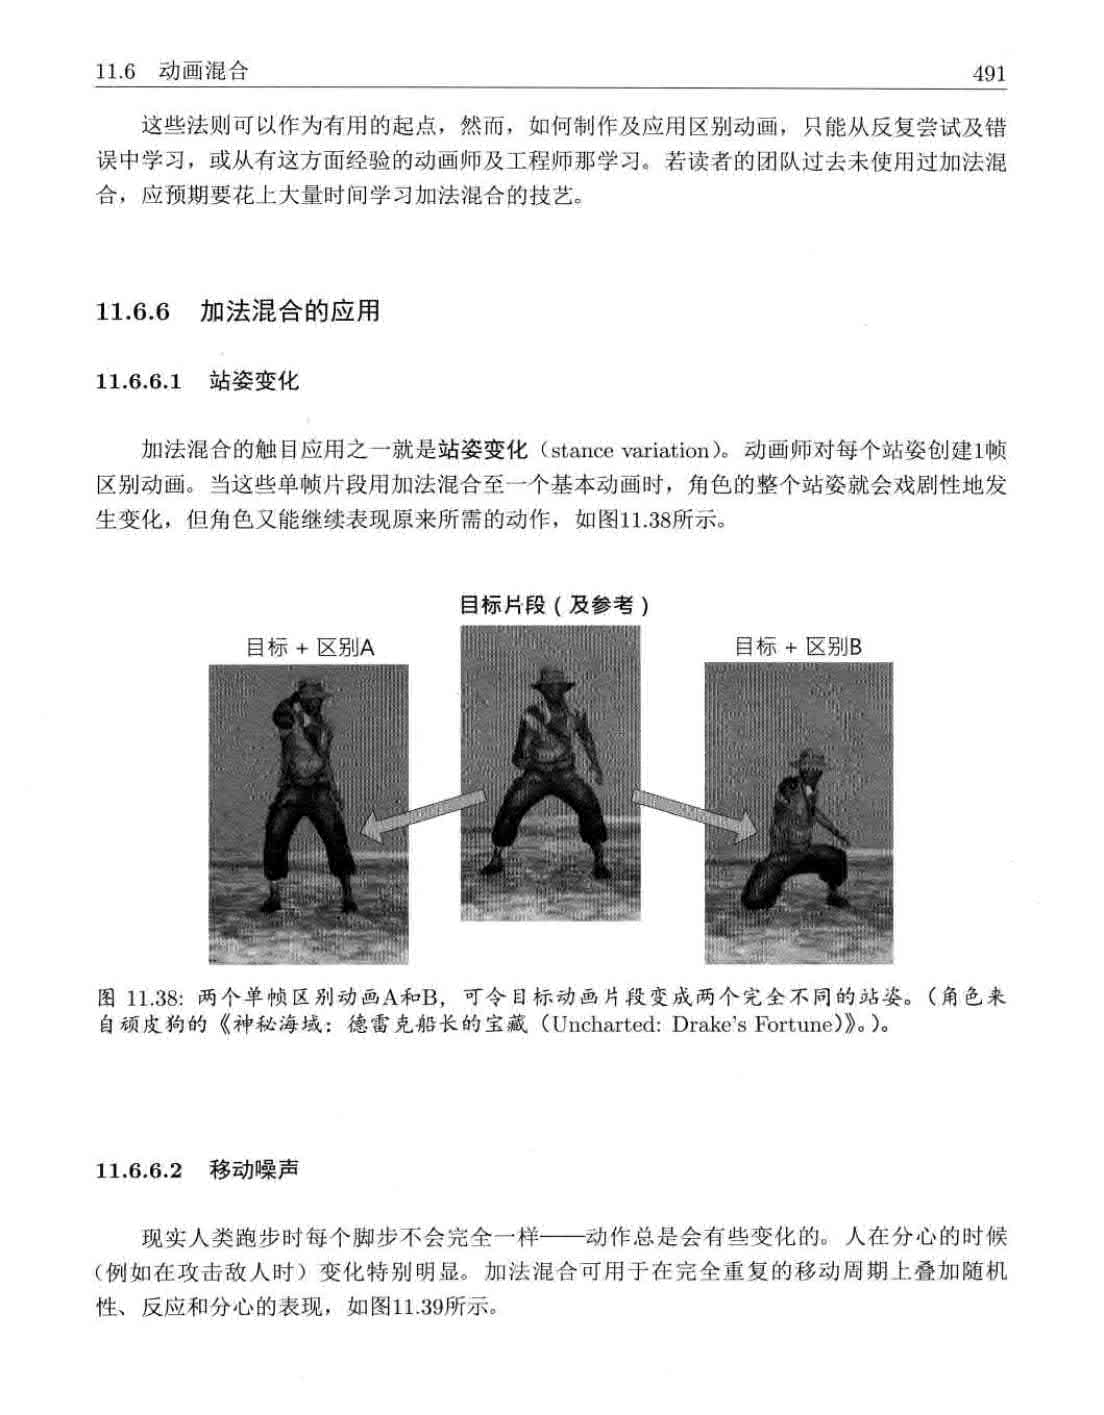 11.6 动画混合 491
这些法则可以作为有用的起点，然而，如何制作及应用区别动画，只能从反复尝试及错
误中学习，或从有这方面经验的动画师及工程师那学习。若读者的团队过去未使用过加法混
合，应预期要花上大量时间学习加法混合的技艺。
11.6.6 加法混合的应用
11.6.6.1 站姿变化
加法混合的触目应用之一就是站姿变化（stance variation）。动画师对每个站姿创建1帧
区别动画。当这些单帧片段用加法混合至一个基本动画时，角色的整个站姿就会戏剧性地发
生变化，但角色又能继续表现原来所需的动作，如图11.38所示。
目标片段（及参考）
目标 + 区别A
目标 + 区别B
图 11.38: 两个单帧区别动画A和B，可令目标动画片段变成两个完全不同的站姿。（角色来
自顽皮狗的《神秘海域：德雷克船长的宝藏（Uncharted: Drake's Fortune）》。）。
11.6.6.2 移动噪声
现实人类跑步时每个脚步不会完全一样——动作总是会有些变化的。人在分心的时候
（例如在攻击敌人时）变化特别明显。加法混合可用于在完全重复的移动周期上叠加随机
性、反应和分心的表现，如图11.39所示。